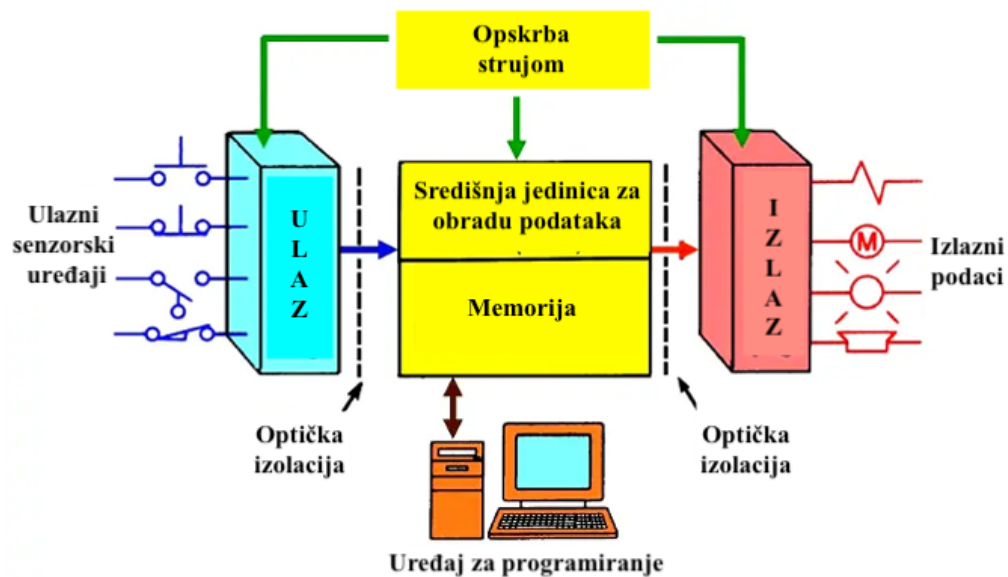 Opskrba
strujom
Ulazni
senzorski
uređaji
U
L
A
Z
Središnja jedinica za
obradu podataka
Memorija
I
Z
L
A
Z
M
Izlazni
podaci
Optička
izolacija
Optička
izolacija
Uređaj za programiranje